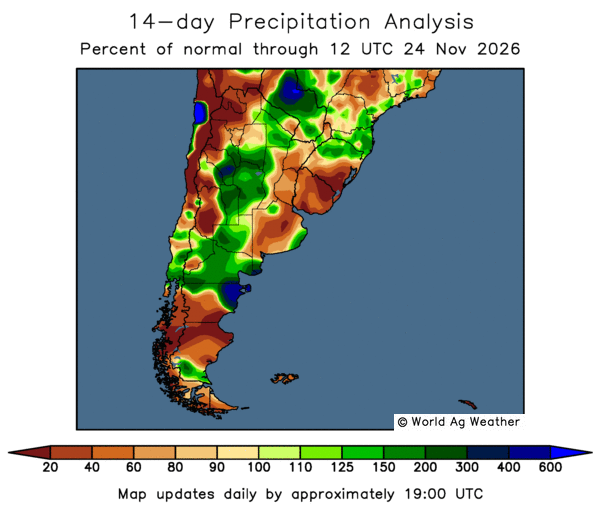 14-day Precipitation Analysis
Percent of normal through 12 UTC 24 Nov 2026
© World Ag Weather
20 40 60 80 90 100 110 125 150 200 300 400 600
Map updates daily by approximately 19:00 UTC